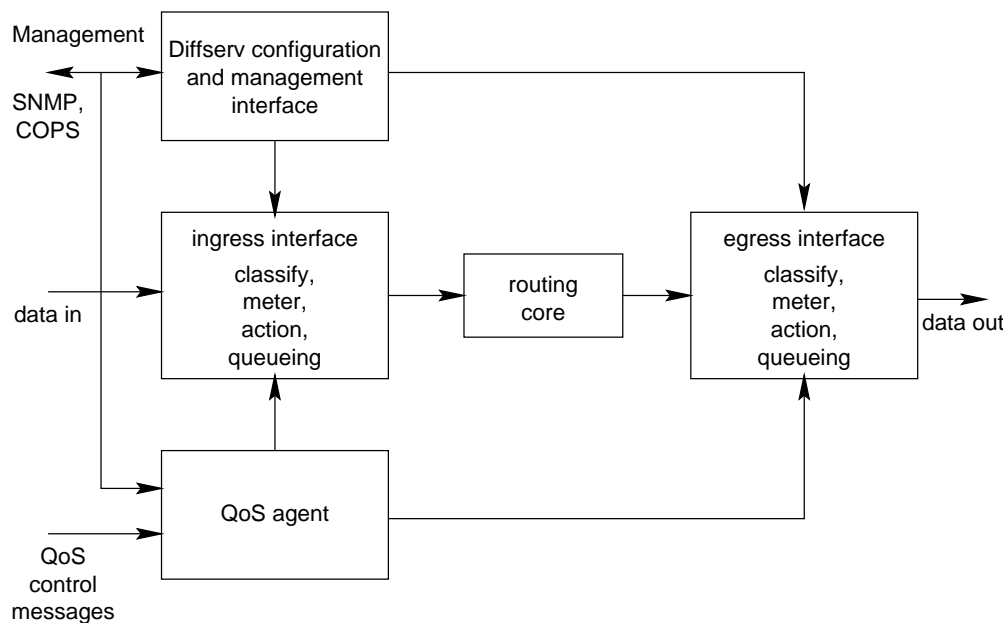 Management
SNMP,
COPS
Diffserv configuration
and management
interface
data in
ingress interface
classify,
meter,
action,
queueing
routing
core
egress interface
classify,
meter,
action,
queueing
data out
QoS agent
QoS
control
messages